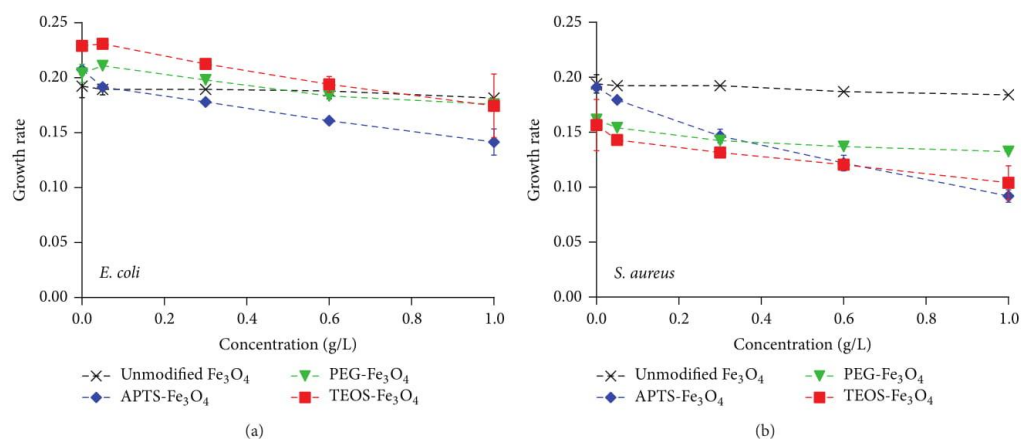 0.25
0.20
0.15
0.10
0.05
0.00
Growth rate
E. coli
0.0 0.2 0.4 0.6 0.8 1.0
Concentration (g/L)
Unmodified Fe₃O₄
APTS-Fe₃O₄
PEG-Fe₃O₄
TEOS-Fe₃O₄
(a)
0.25
0.20
0.15
0.10
0.05
0.00
Growth rate
S. aureus
0.0 0.2 0.4 0.6 0.8 1.0
Concentration (g/L)
Unmodified Fe₃O₄
APTS-Fe₃O₄
PEG-Fe₃O₄
TEOS-Fe₃O₄
(b)